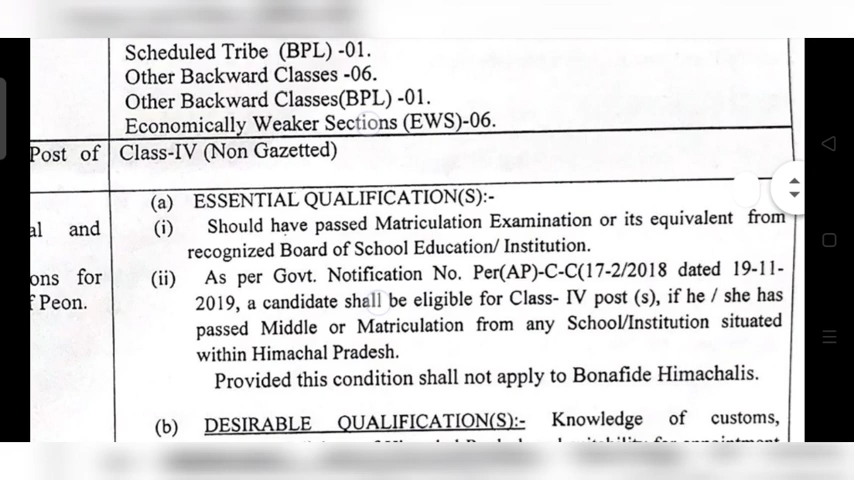 Scheduled Tribe (BPL) -01.
Other Backward Classes -06.
Other Backward Classes(BPL) -01.
Economically Weaker Sections (EWS)-06.
Post of Class-IV (Non Gazetted)
(a) ESSENTIAL QUALIFICATION(S):-
al and (i) Should have passed Matriculation Examination or its equivalent from
recognized Board of School Education/ Institution.
ons for (ii) As per Govt. Notification No. Per(AP)-C-C(17-2/2018 dated 19-11-
f Peon. 2019, a candidate shall be eligible for Class- IV post (s), if he / she has
passed Middle or Matriculation from any School/Institution situated
within Himachal Pradesh.
Provided this condition shall not apply to Bonafide Himachalis.
(b) DESIRABLE QUALIFICATION(S):- Knowledge of customs,